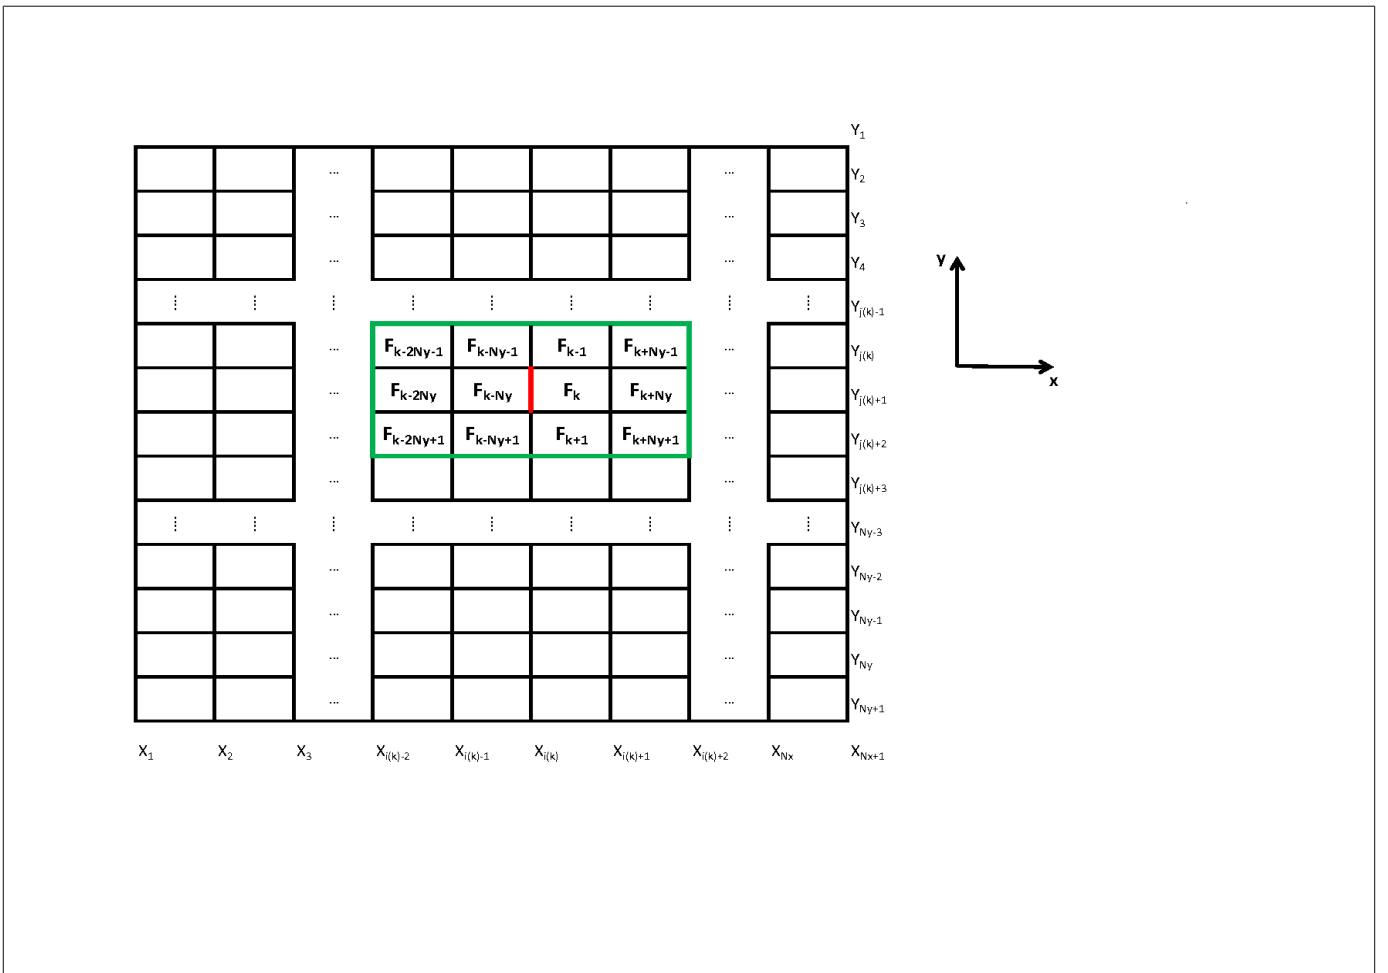 Y1
... ... Y2
... ... Y3
... ... Y4
⋮ ⋮ ⋮ ⋮ ⋮ ⋮ ⋮ ⋮ ⋮ Yj(k)-1
... Fk-2Ny-1 Fk-Ny-1 Fk-1 Fk+Ny-1 ... Yj(k)
... Fk-2Ny Fk-Ny Fk Fk+Ny ... Yj(k)+1
... Fk-2Ny+1 Fk-Ny+1 Fk+1 Fk+Ny+1 ... Yj(k)+2
... ... Yj(k)+3
⋮ ⋮ ⋮ ⋮ ⋮ ⋮ ⋮ ⋮ ⋮ YNy-3
... ... YNy-2
... ... YNy-1
... ... YNy
... ... YNy+1
X1 X2 X3 Xi(k)-2 Xi(k)-1 Xi(k) Xi(k)+1 Xi(k)+2 XNx XNx+1
y
x